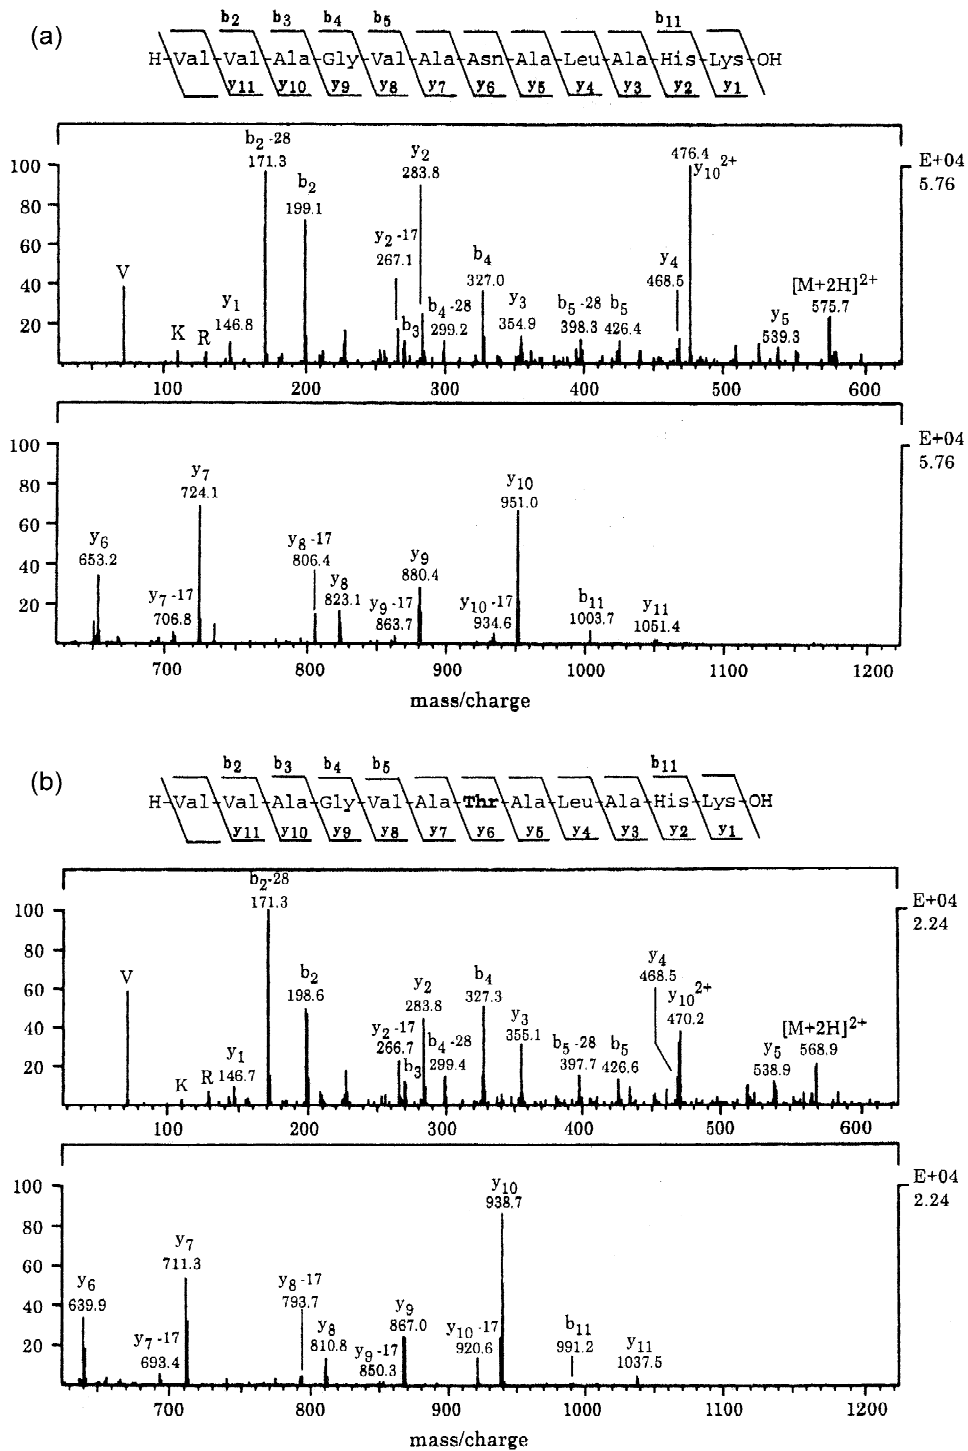 (a)
b2 b3 b4 b5 b11
H-Val-Val-Ala-Gly-Val-Ala-Asn-Ala-Leu-Ala-His-Lys-OH
y11 y10 y9 y8 y7 y6 y5 y4 y3 y2 y1
b2-28
171.3
b2
199.1
y2
283.8
476.4
y10 2+
E+04
5.76
100
80
60
40
20
V
K
R
y1
146.8
y2-17
267.1
b3
b4-28
299.2
b4
327.0
y3
354.9
b5-28
398.3
b5
426.4
y4
468.5
y5
539.3
[M+2H]2+
575.7
100 200 300 400 500 600
E+04
5.76
100
80
60
40
20
y6
653.2
y7-17
706.8
y7
724.1
y8-17
806.4
y8
823.1
y9-17
863.7
y9
880.4
y10-17
934.6
y10
951.0
b11
1003.7
y11
1051.4
700 800 900 1000 1100 1200
mass/charge
(b)
b2 b3 b4 b5 b11
H-Val-Val-Ala-Gly-Val-Ala-Thr-Ala-Leu-Ala-His-Lys-OH
y11 y10 y9 y8 y7 y6 y5 y4 y3 y2 y1
b2-28
171.3
E+04
2.24
100
80
60
40
20
V
K
R
y1
146.7
b2
198.6
y2-17
266.7
b3
y2
283.8
b4-28
299.4
b4
327.3
y3
355.1
b5-28
397.7
b5
426.6
y4
468.5
y10 2+
470.2
y5
538.9
[M+2H]2+
568.9
100 200 300 400 500 600
E+04
2.24
100
80
60
40
20
y6
639.9
y7-17
693.4
y7
711.3
y8-17
793.7
y8
810.8
y9-17
850.3
y9
867.0
y10-17
920.6
y10
938.7
b11
991.2
y11
1037.5
700 800 900 1000 1100 1200
mass/charge